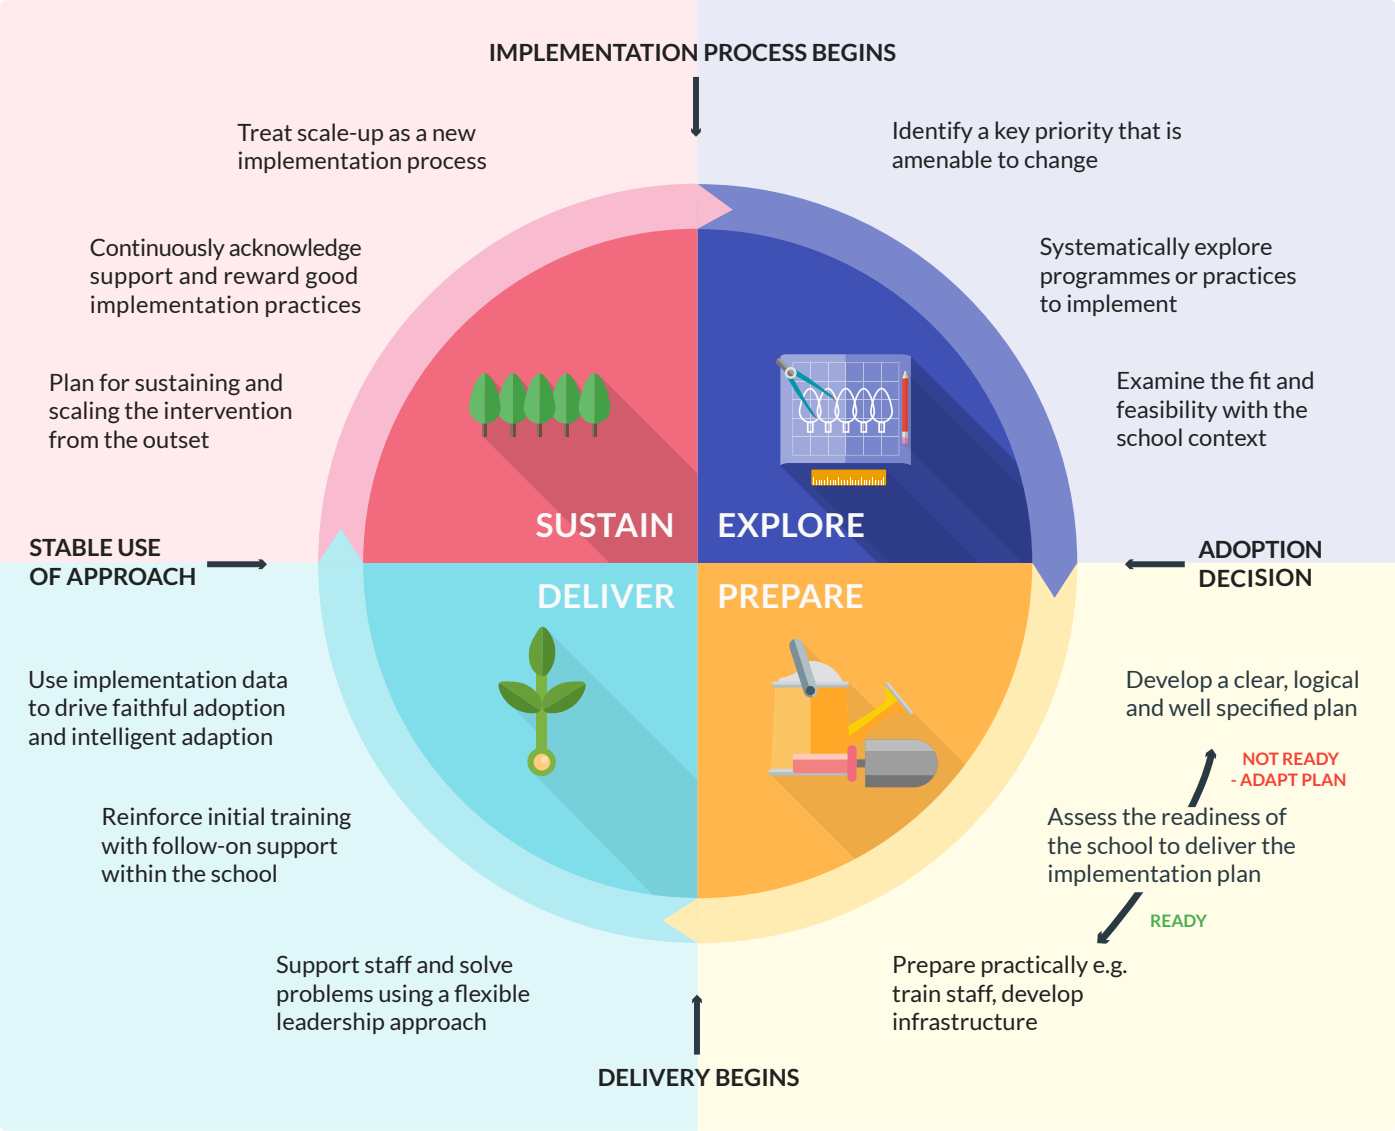 IMPLEMENTATION PROCESS BEGINS
Identify a key priority that is
amenable to change
Systematically explore
programmes or practices
to implement
Examine the fit and
feasibility with the
school context
EXPLORE
ADOPTION
DECISION
PREPARE
Develop a clear, logical
and well specified plan
NOT READY
- ADAPT PLAN
Assess the readiness of
the school to deliver the
implementation plan
READY
Prepare practically e.g.
train staff, develop
infrastructure
DELIVERY BEGINS
DELIVER
Support staff and solve
problems using a flexible
leadership approach
Reinforce initial training
with follow-on support
within the school
Use implementation data
to drive faithful adoption
and intelligent adaption
STABLE USE
OF APPROACH
SUSTAIN
Plan for sustaining and
scaling the intervention
from the outset
Continuously acknowledge
support and reward good
implementation practices
Treat scale-up as a new
implementation process